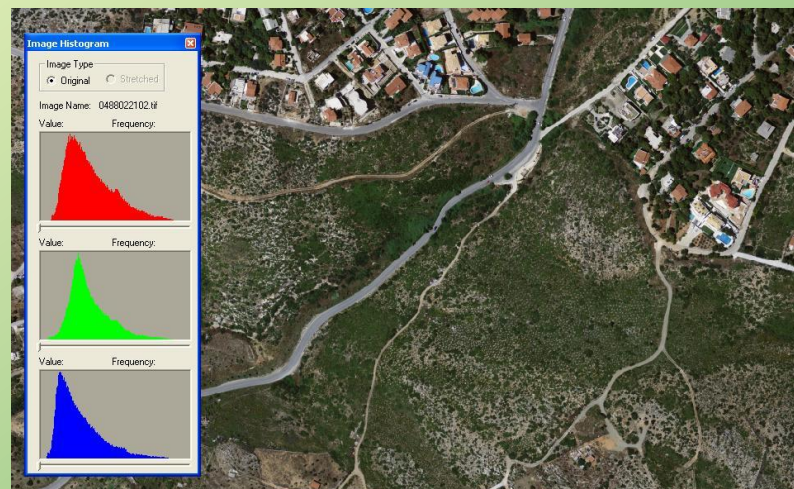 Image Histogram
Image Type
Original Stretched
Image Name: 0488022102.tif
Value: Frequency:
Value: Frequency:
Value: Frequency: